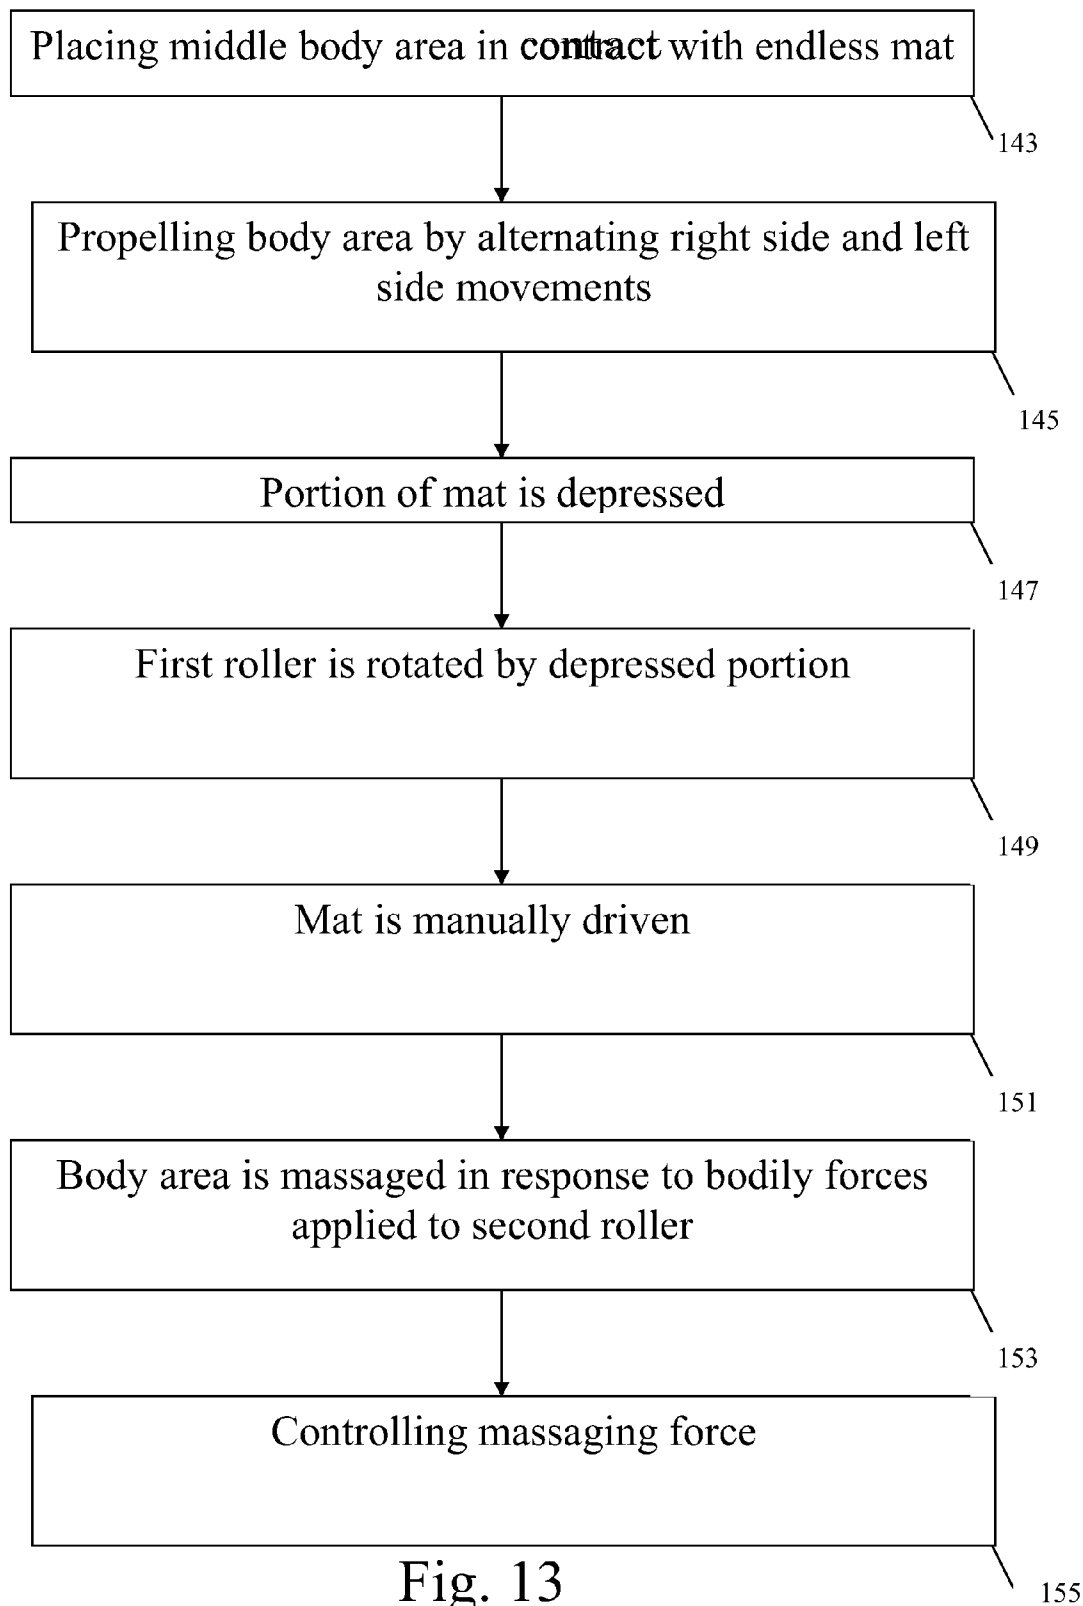 Placing middle body area in contract with endless mat
143
Propelling body area by alternating right side and left
side movements
145
Portion of mat is depressed
147
First roller is rotated by depressed portion
149
Mat is manually driven
151
Body area is massaged in response to bodily forces
applied to second roller
153
Controlling massaging force
155
Fig. 13